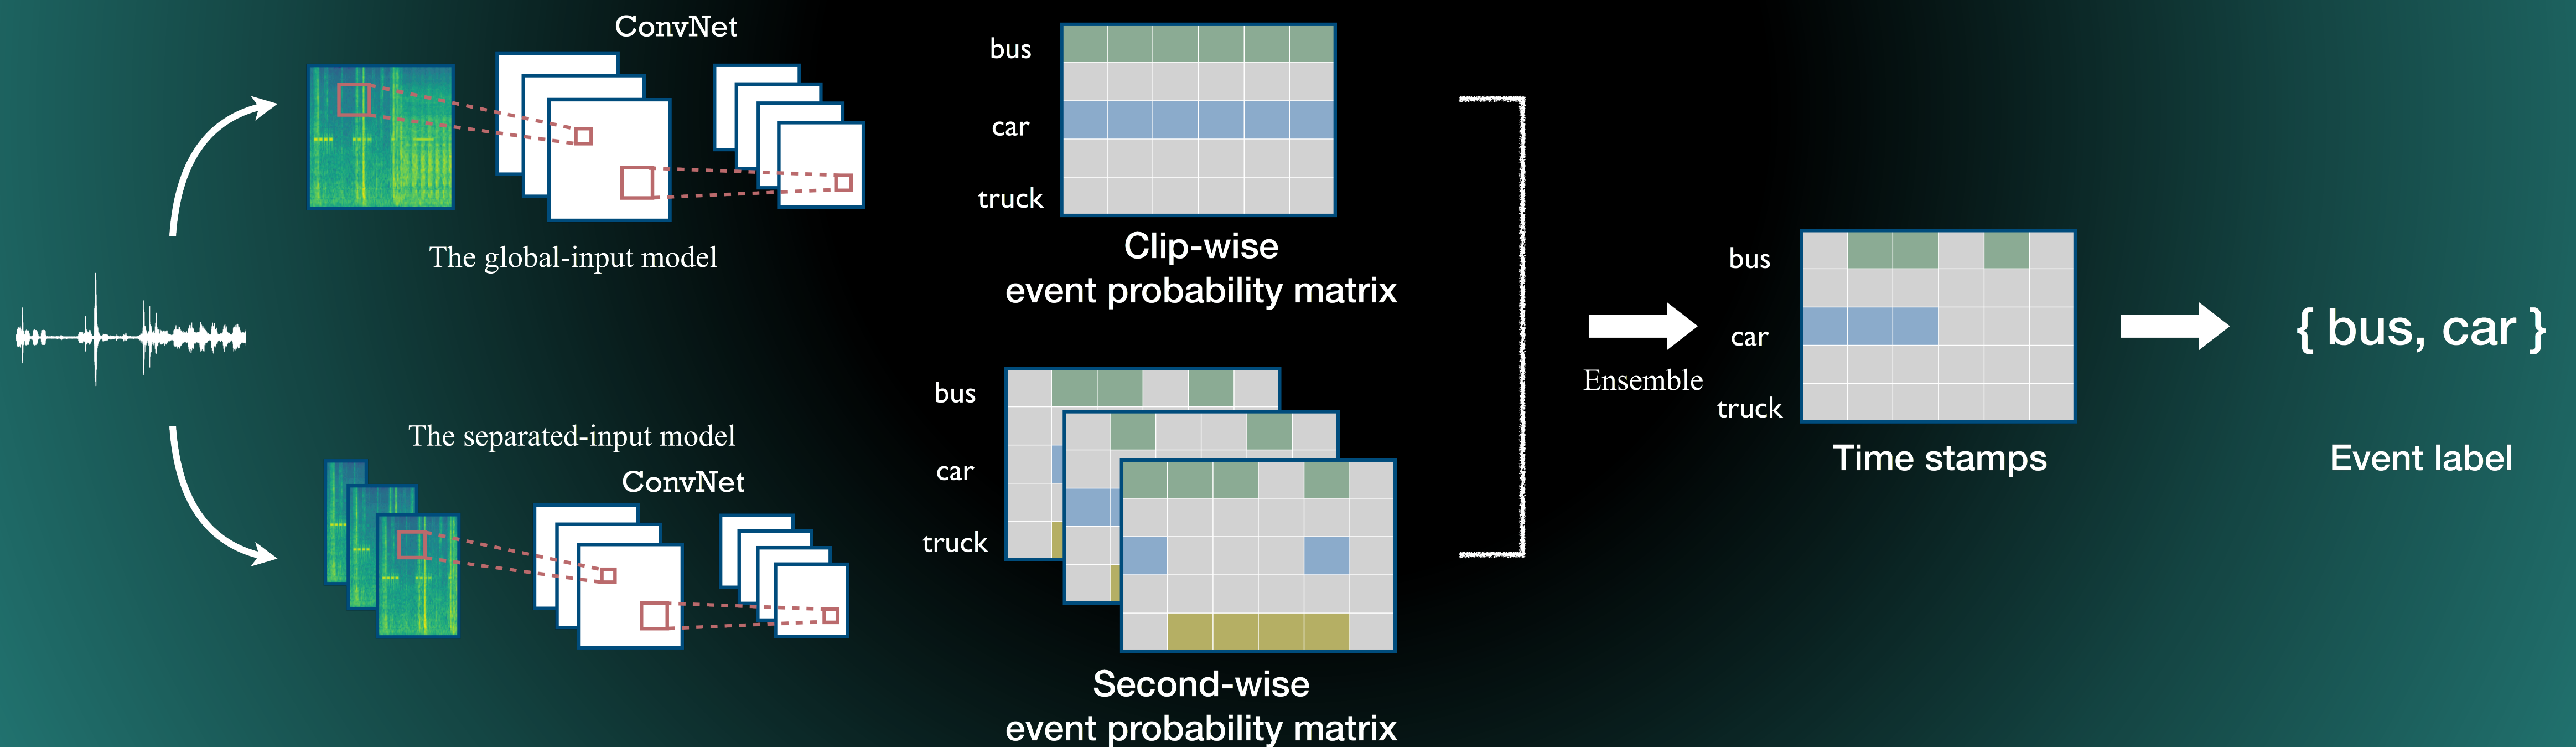 ConvNet
The global-input model
bus
car
truck
Clip-wise
event probability matrix
The separated-input model
ConvNet
bus
car
truck
Second-wise
event probability matrix
Ensemble
bus
car
truck
Time stamps
{ bus, car }
Event label